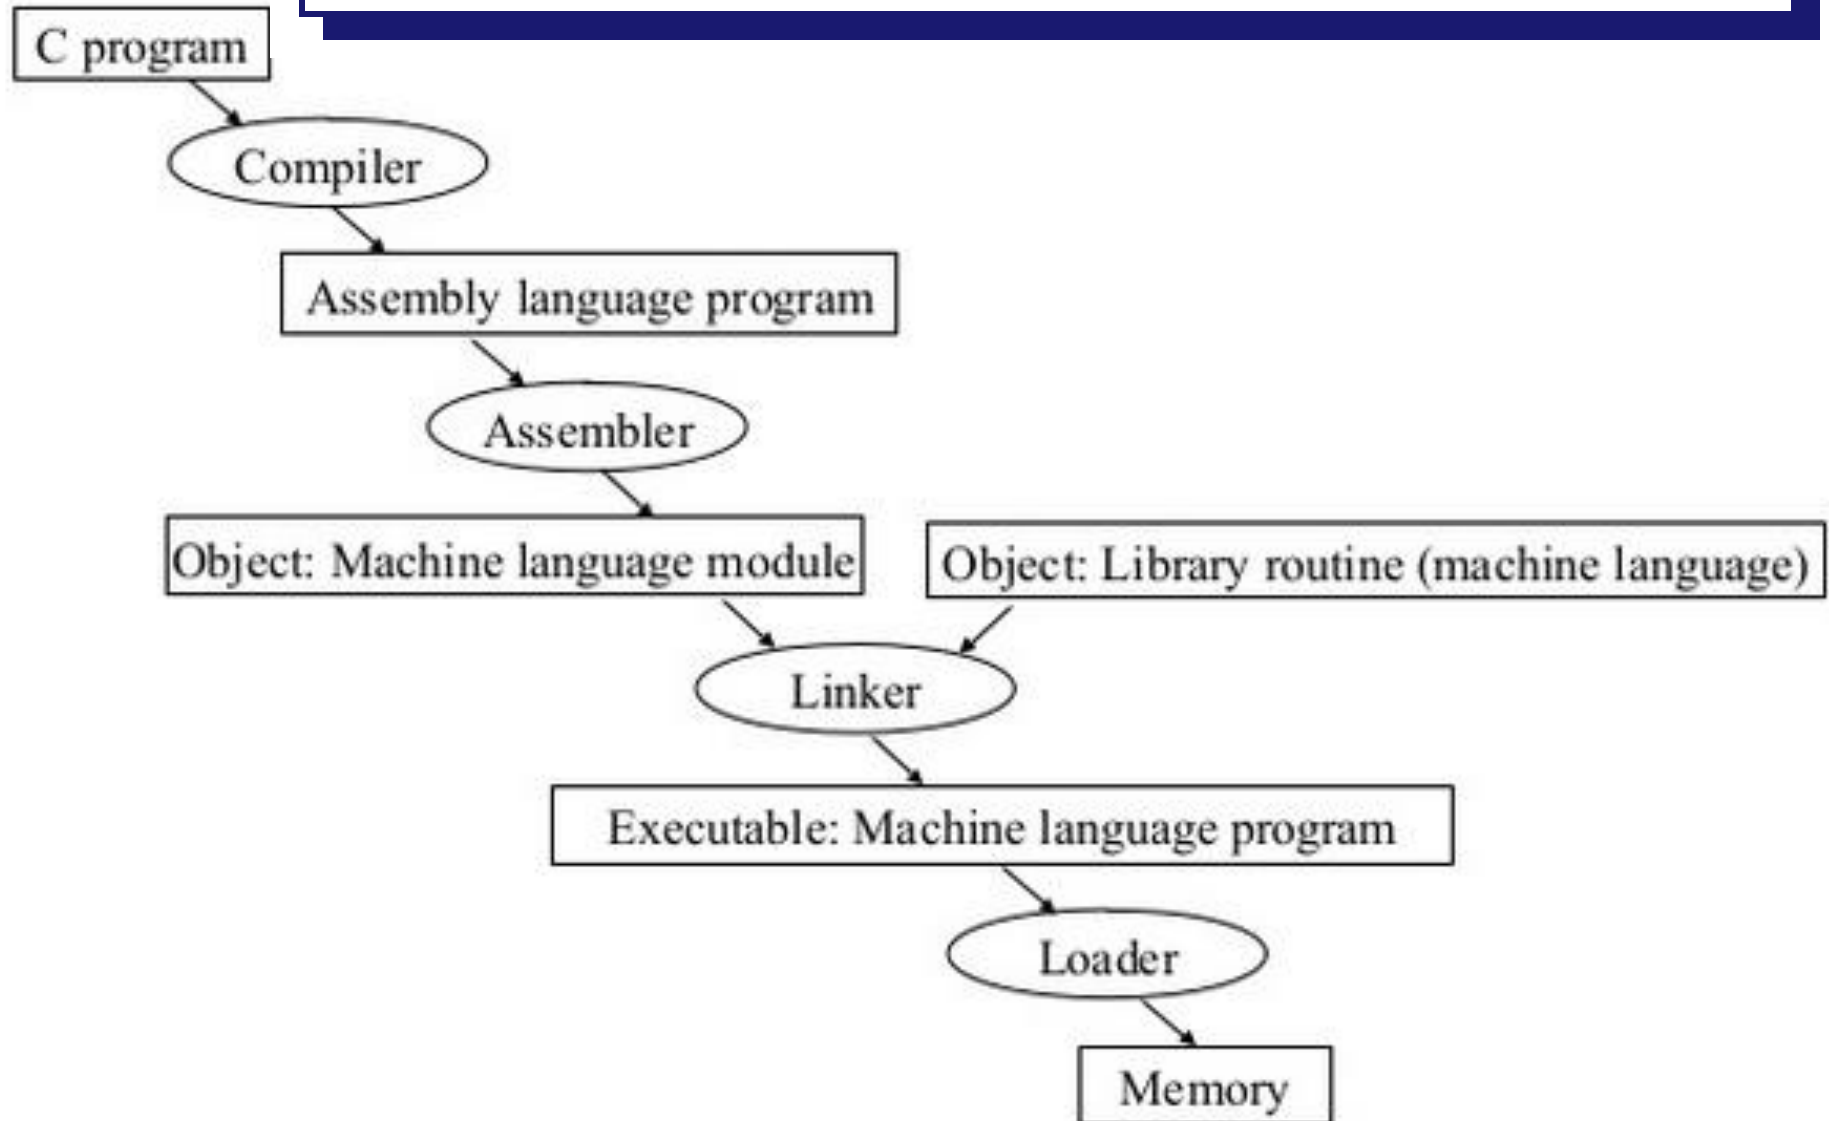 C program
Compiler
Assembly language program
Assembler
Object: Machine language module
Object: Library routine (machine language)
Linker
Executable: Machine language program
Loader
Memory